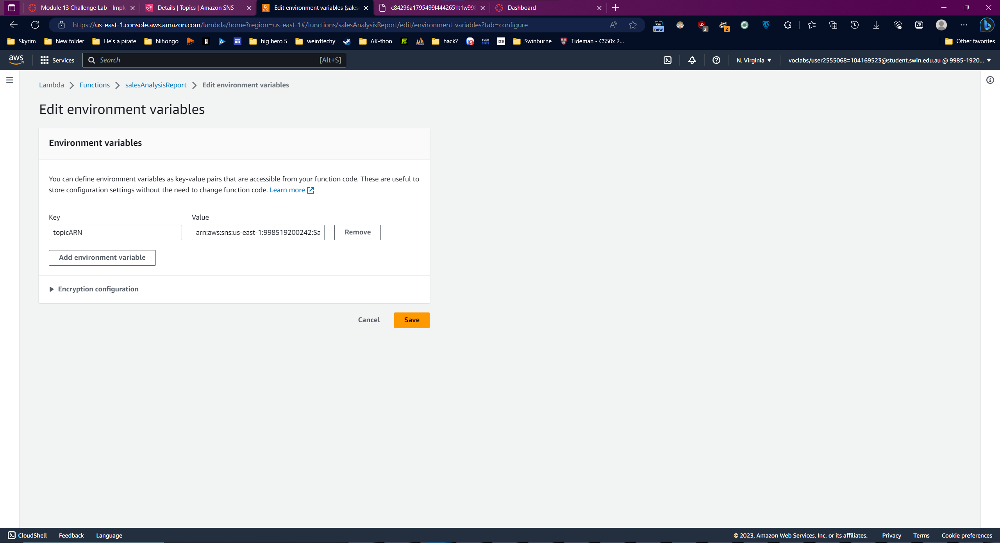 Module 13 Challenge Lab - Imple
Details | Topics | Amazon SNS
Edit environment variables (sales
c84296a1795499l4442651t1w998
Dashboard
https://us-east-1.console.aws.amazon.com/lambda/home?region=us-east-1#/functions/salesAnalysisReport/edit/environment-variables?tab=configure
new
2
2
Skyrim
New folder
He's a pirate
Nihongo
big hero 5
weirdtechy
AK-thon
hack?
DS
Swinburne
Tideman - CS50x 2...
Other favorites
aws
Services
Search
[Alt+S]
N. Virginia
voclabs/user2555068=104169523@student.swin.edu.au @ 9985-1920...
Lambda
Functions
salesAnalysisReport
Edit environment variables
Edit environment variables
Environment variables
You can define environment variables as key-value pairs that are accessible from your function code. These are useful to
store configuration settings without the need to change function code. Learn more
Key
Value
topicARN
arn:aws:sns:us-east-1:998519200242:Sa
Remove
Add environment variable
Encryption configuration
Cancel
Save
CloudShell
Feedback
Language
© 2023, Amazon Web Services, Inc. or its affiliates.
Privacy
Terms
Cookie preferences